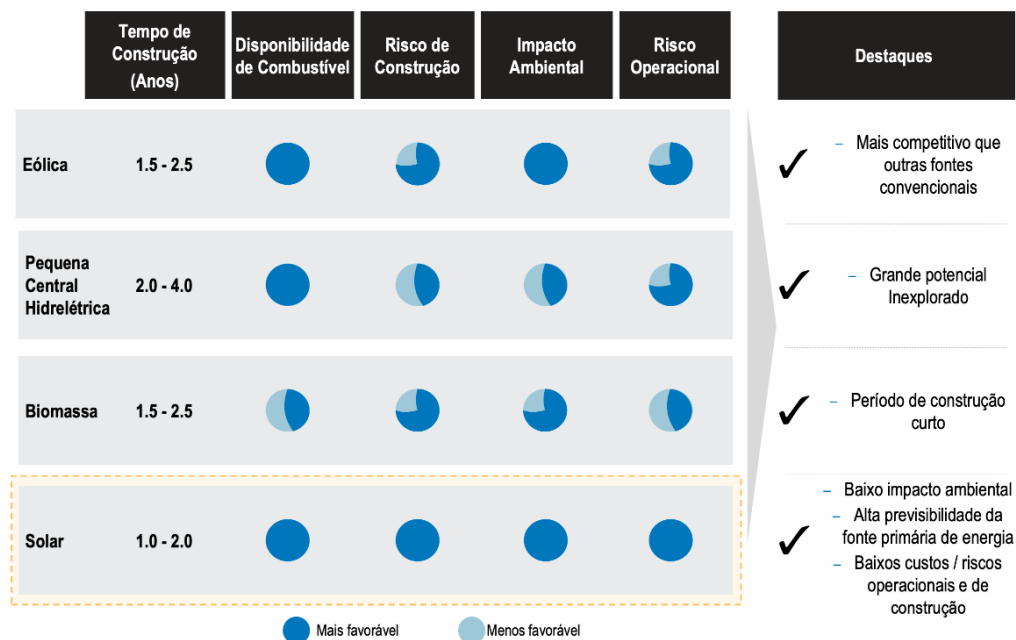 Tempo de
Construção
(Anos)
Disponibilidade
de Combustível
Risco de
Construção
Impacto
Ambiental
Risco
Operacional
Destaques
Eólica
1.5 - 2.5
– Mais competitivo que
outras fontes
convencionais
Pequena
Central
Hidrelétrica
2.0 - 4.0
– Grande potencial
Inexplorado
Biomassa
1.5 - 2.5
– Período de construção
curto
Solar
1.0 - 2.0
– Baixo impacto ambiental
– Alta previsibilidade da
fonte primária de energia
– Baixos custos / riscos
operacionais e de
construção
Mais favorável
Menos favorável